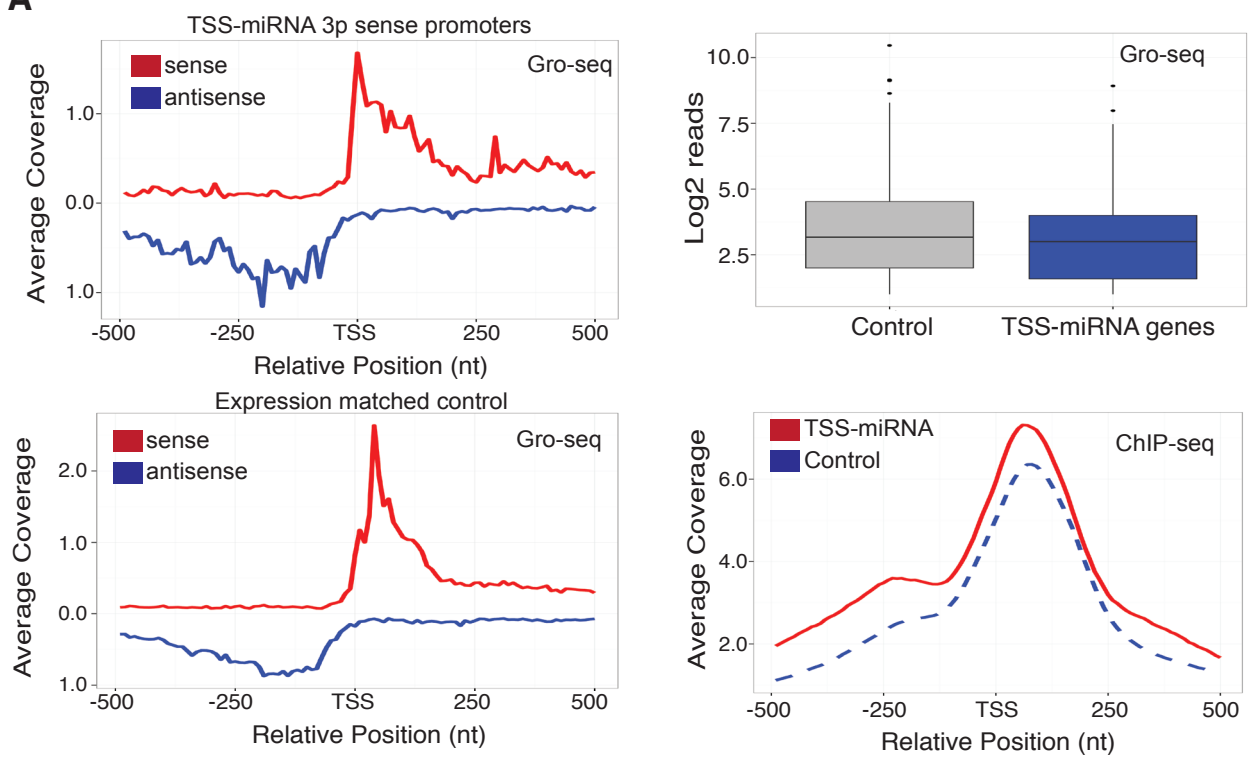 A
TSS-miRNA 3p sense promoters
sense
antisense
Gro-seq
Average Coverage
Average Coverage
1.0
0.0
1.0
-500
-250
TSS
250
500
Relative Position (nt)
Gro-seq
Log2 reads
10.0
7.5
5.0
2.5
Control
TSS-miRNA genes
Expression matched control
sense
antisense
Gro-seq
Average Coverage
Average Coverage
2.0
1.0
0.0
1.0
-500
-250
TSS
250
500
Relative Position (nt)
TSS-miRNA
Control
ChIP-seq
Average Coverage
6.0
4.0
2.0
-500
-250
TSS
250
500
Relative Position (nt)